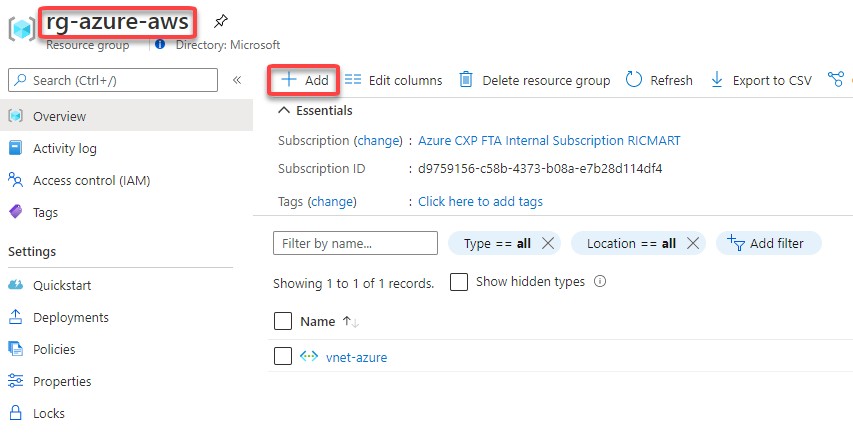 rg-azure-aws
Resource group Directory: Microsoft
Search (Ctrl+/) «
Add Edit columns Delete resource group Refresh Export to CSV
Overview
Activity log
Access control (IAM)
Tags
Settings
Quickstart
Deployments
Policies
Properties
Locks
Essentials
Subscription (change) : Azure CXP FTA Internal Subscription RICMART
Subscription ID : d9759156-c58b-4373-b08a-e7b28d114df4
Tags (change) : Click here to add tags
Filter by name... Type == all Location == all Add filter
Showing 1 to 1 of 1 records. Show hidden types
Name ↑↓
vnet-azure